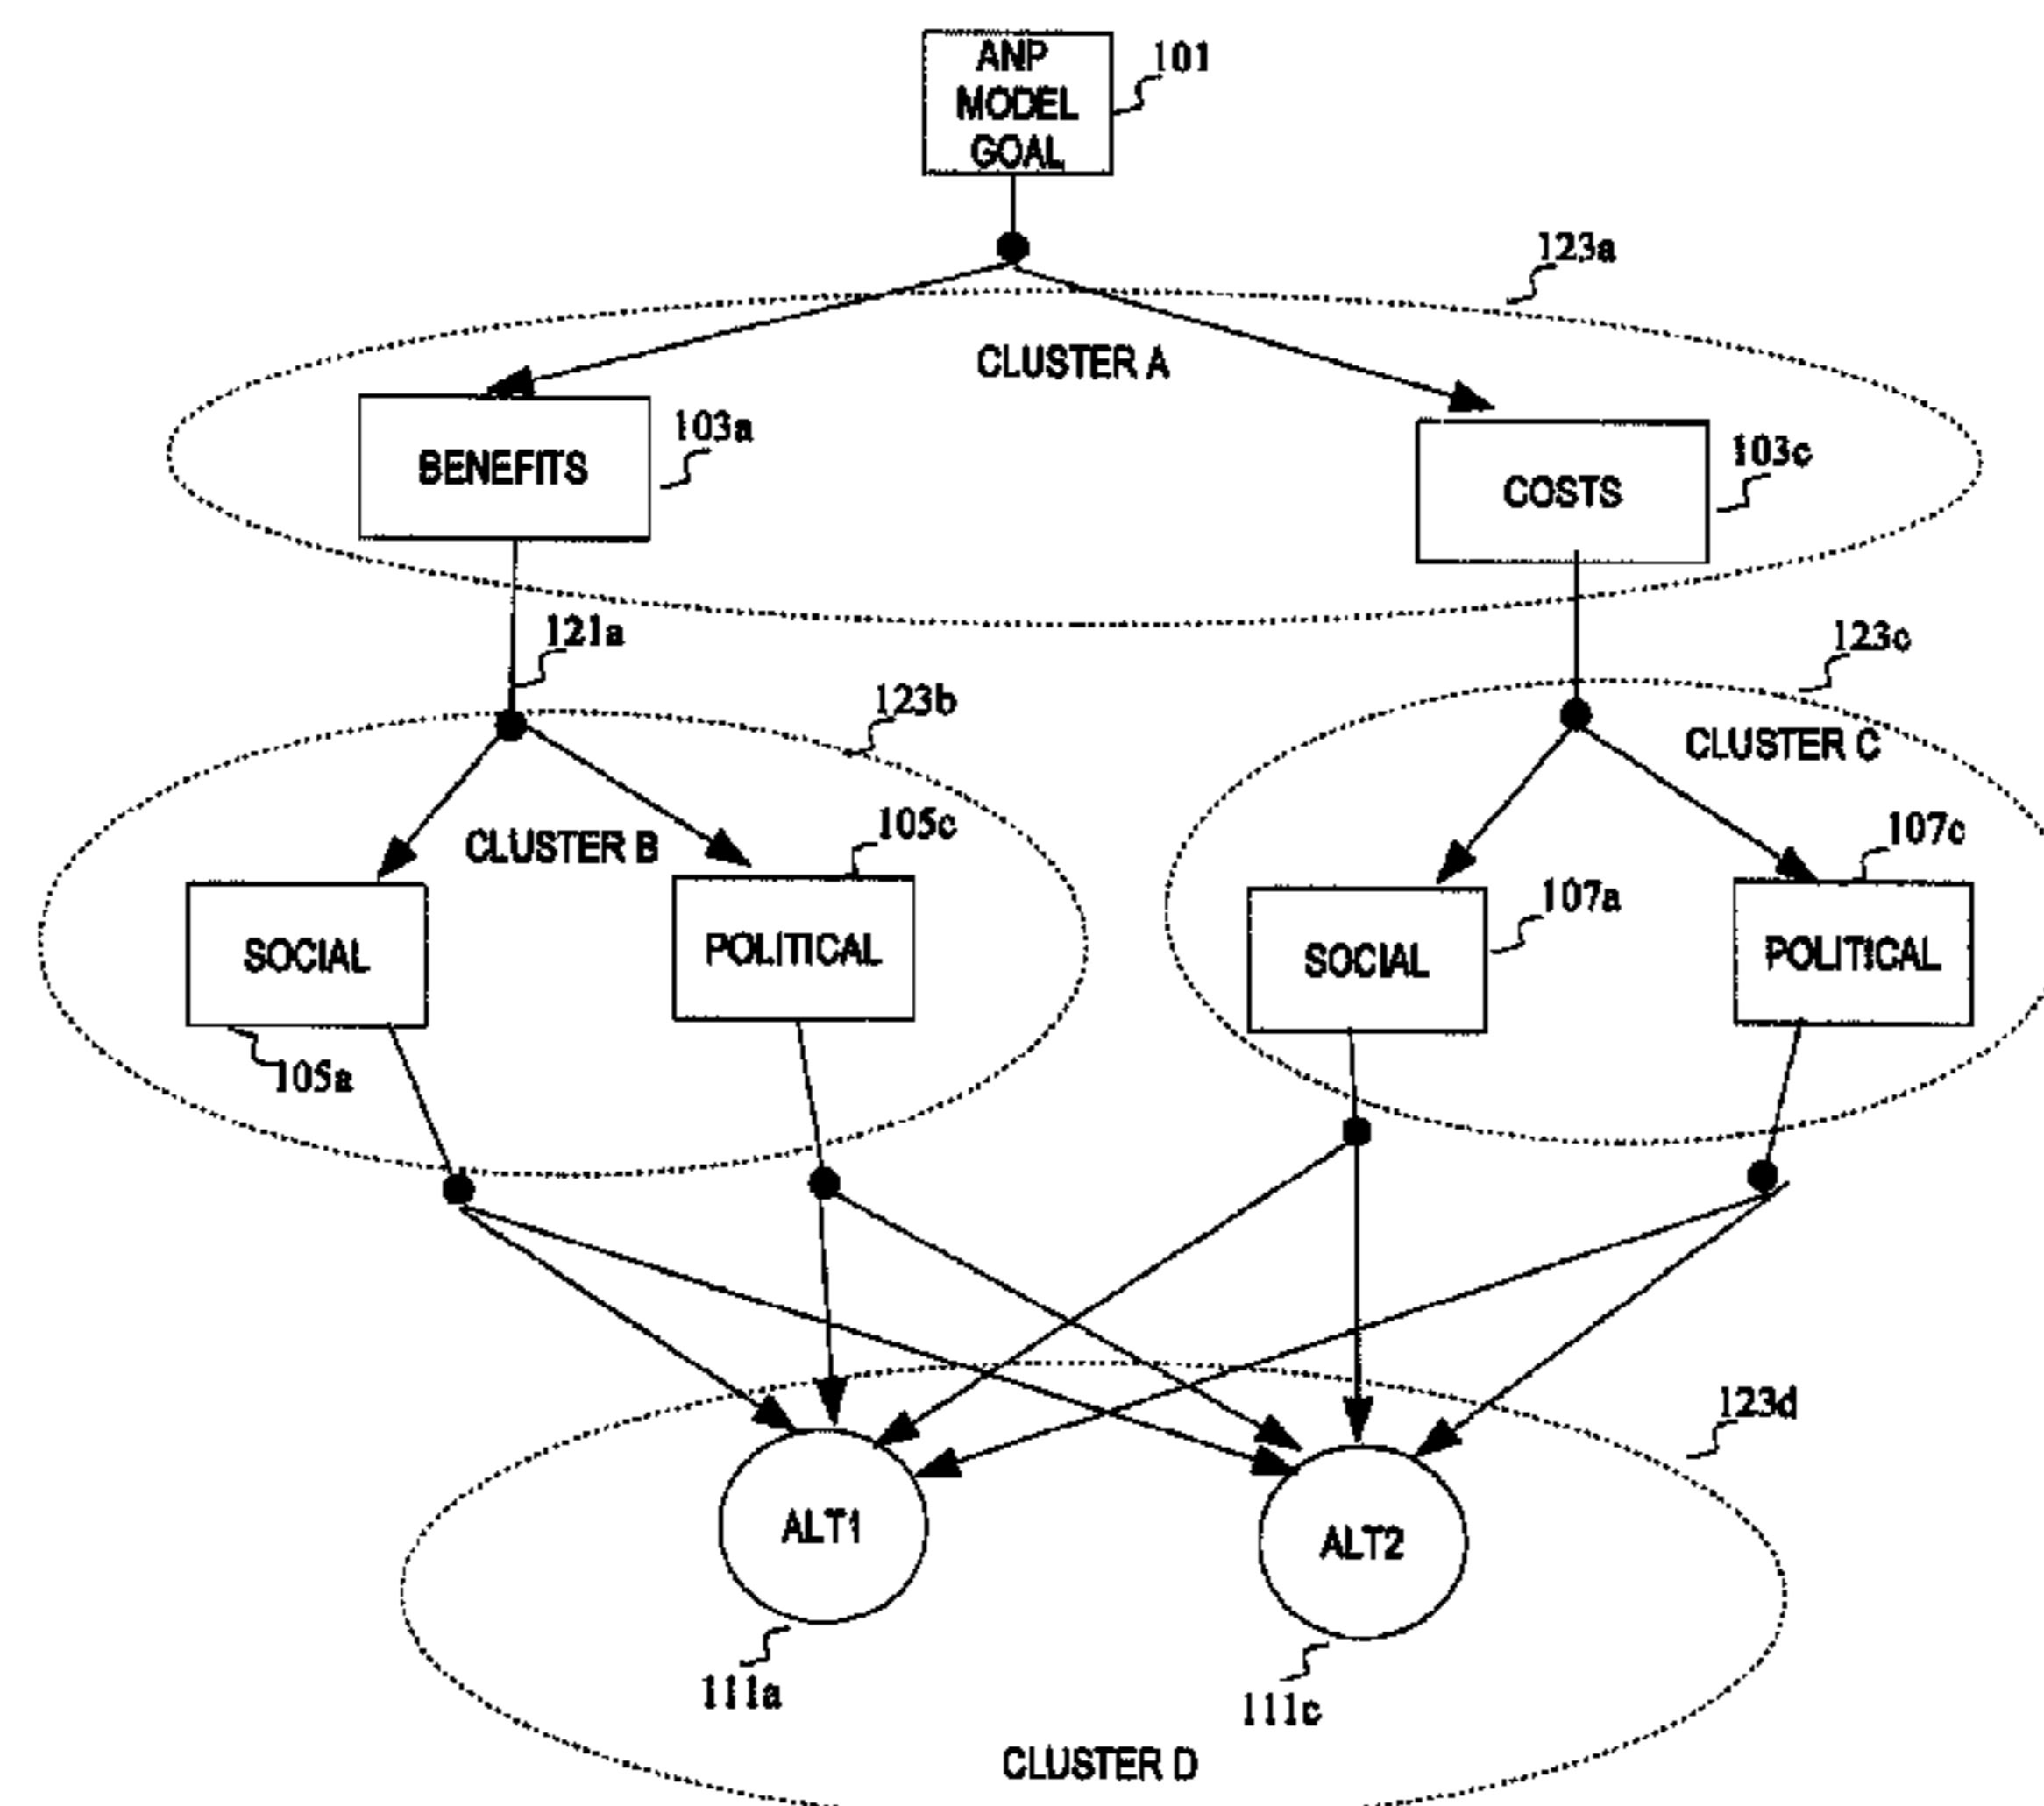 ANP
MODEL
GOAL
101
123a
CLUSTER A
BENEFITS
103a
COSTS
103c
121a
123b
123c
CLUSTER C
CLUSTER B
105c
107c
SOCIAL
POLITICAL
107a
SOCIAL
POLITICAL
105a
123d
ALT1
ALT2
111a
111c
CLUSTER D